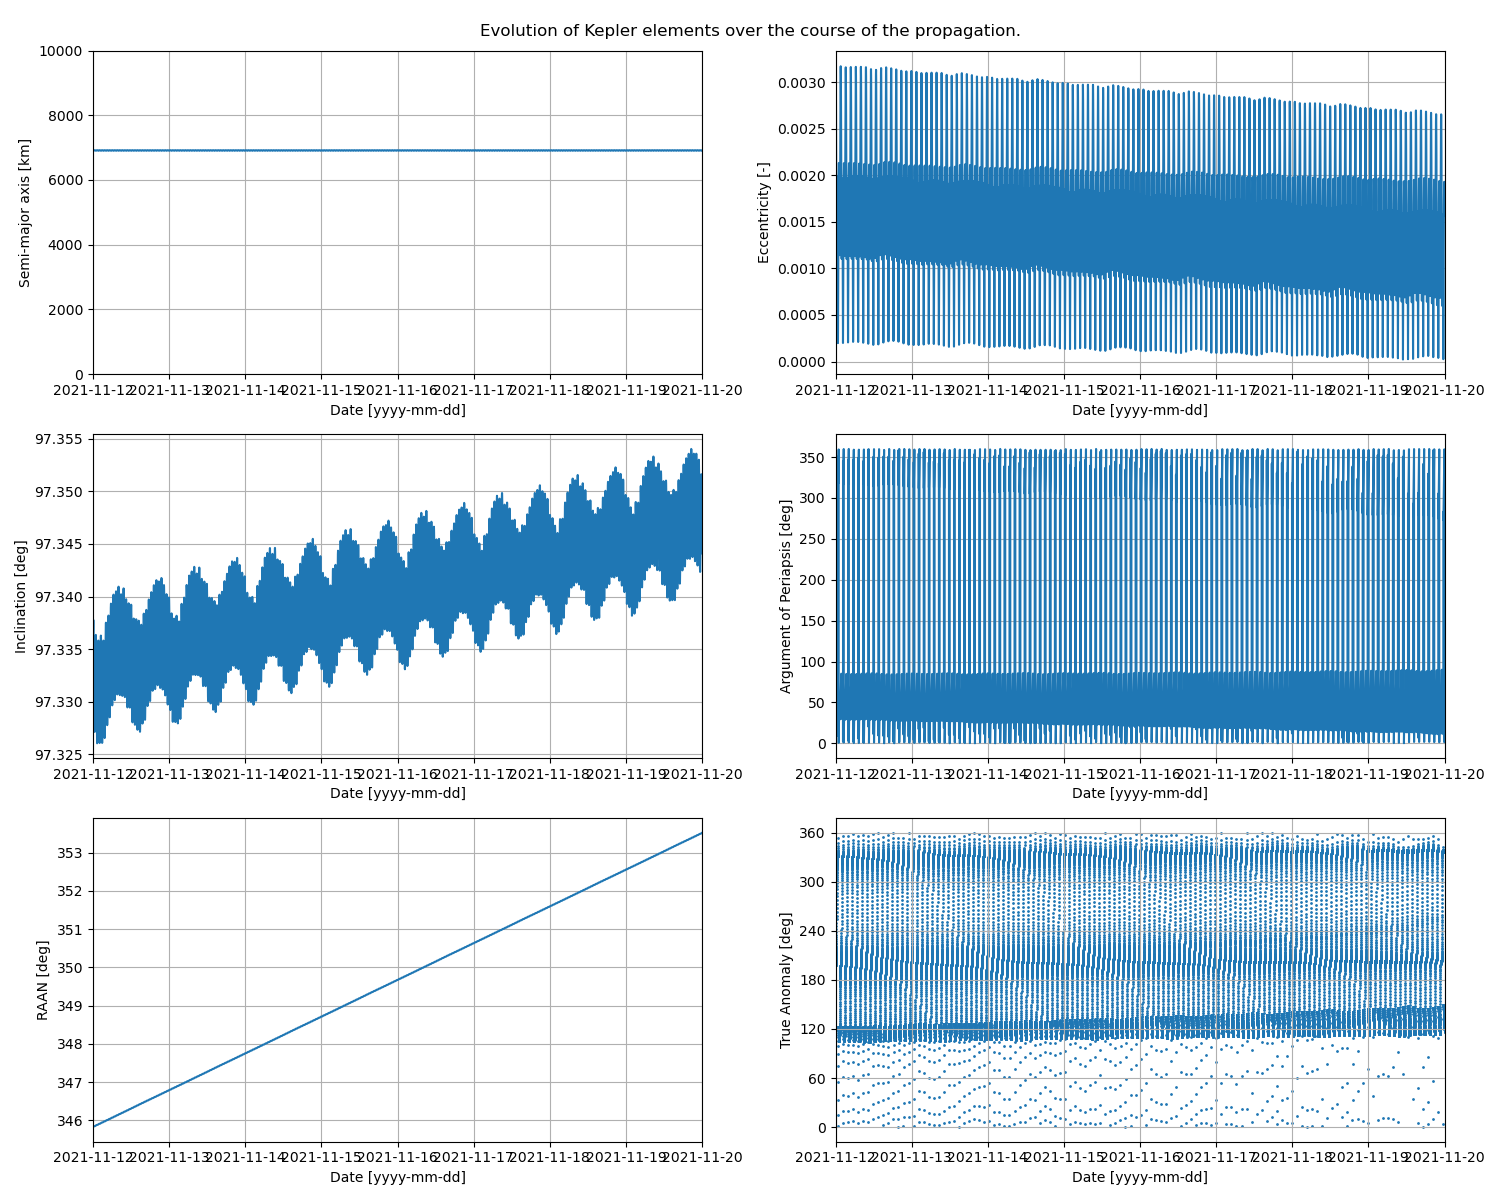 Evolution of Kepler elements over the course of the propagation.
10000
8000
6000
4000
2000
0
Semi-major axis [km]
2021-11-12 2021-11-13 2021-11-14 2021-11-15 2021-11-16 2021-11-17 2021-11-18 2021-11-19 2021-11-20
Date [yyyy-mm-dd]
0.0030
0.0025
0.0020
0.0015
0.0010
0.0005
0.0000
Eccentricity [-]
2021-11-12 2021-11-13 2021-11-14 2021-11-15 2021-11-16 2021-11-17 2021-11-18 2021-11-19 2021-11-20
Date [yyyy-mm-dd]
97.355
97.350
97.345
97.340
97.335
97.330
97.325
Inclination [deg]
2021-11-12 2021-11-13 2021-11-14 2021-11-15 2021-11-16 2021-11-17 2021-11-18 2021-11-19 2021-11-20
Date [yyyy-mm-dd]
350
300
250
200
150
100
50
0
Argument of Periapsis [deg]
2021-11-12 2021-11-13 2021-11-14 2021-11-15 2021-11-16 2021-11-17 2021-11-18 2021-11-19 2021-11-20
Date [yyyy-mm-dd]
353
352
351
350
349
348
347
346
RAAN [deg]
2021-11-12 2021-11-13 2021-11-14 2021-11-15 2021-11-16 2021-11-17 2021-11-18 2021-11-19 2021-11-20
Date [yyyy-mm-dd]
360
300
240
180
120
60
0
True Anomaly [deg]
2021-11-12 2021-11-13 2021-11-14 2021-11-15 2021-11-16 2021-11-17 2021-11-18 2021-11-19 2021-11-20
Date [yyyy-mm-dd]